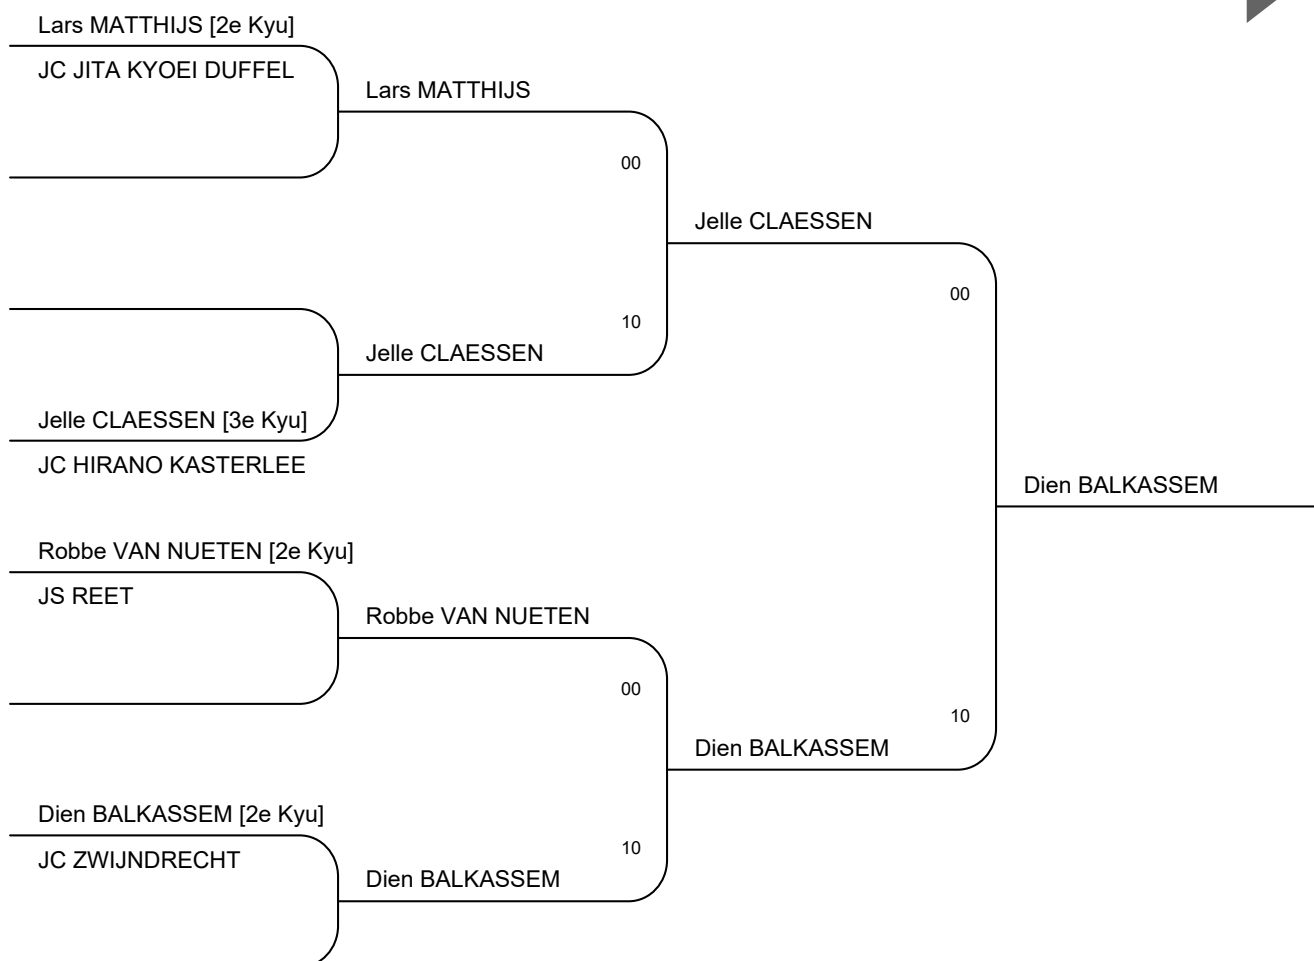 Lars MATTHIJS [2e Kyu]
JC JITA KYOEI DUFFEL
Lars MATTHIJS
00
Jelle CLAESSEN
00
10
Jelle CLAESSEN
Jelle CLAESSEN [3e Kyu]
JC HIRANO KASTERLEE
Dien BALKASSEM
Robbe VAN NUETEN [2e Kyu]
JS REET
Robbe VAN NUETEN
00
10
Dien BALKASSEM
Dien BALKASSEM [2e Kyu]
JC ZWIJNDRECHT
10
Dien BALKASSEM